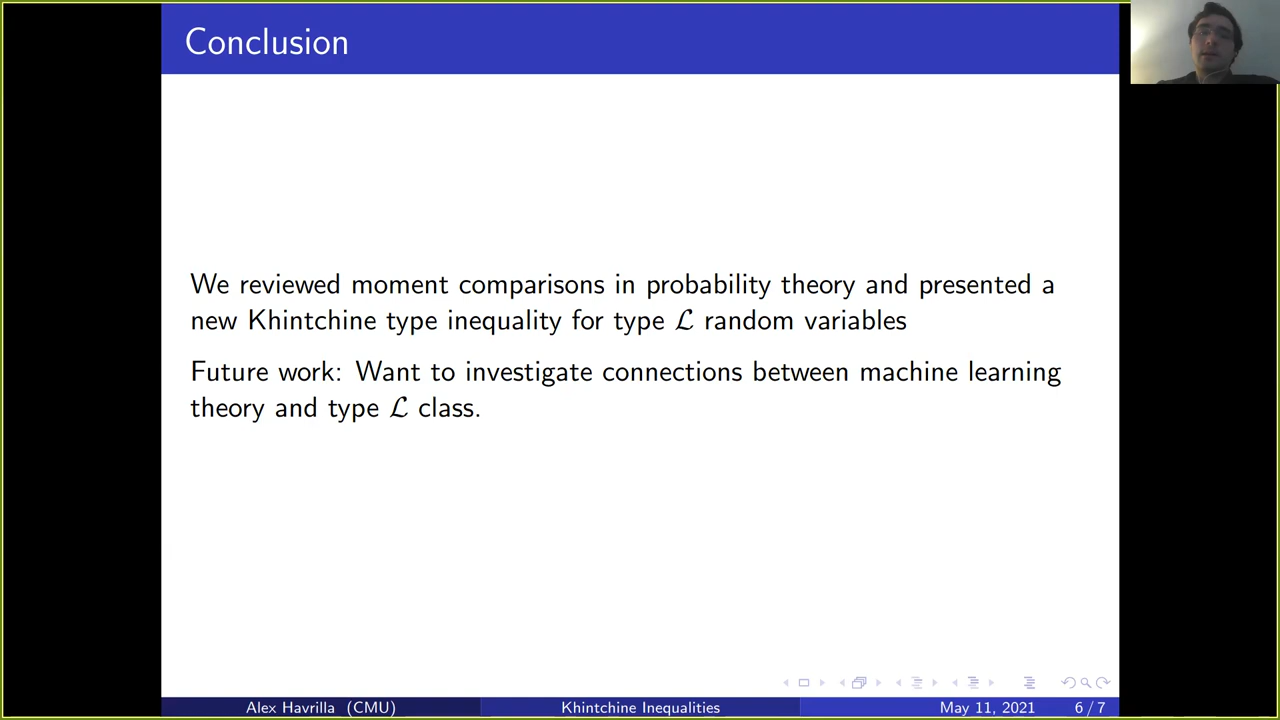 Conclusion
We reviewed moment comparisons in probability theory and presented a
new Khintchine type inequality for type ℒ random variables
Future work: Want to investigate connections between machine learning
theory and type ℒ class.
Alex Havrilla (CMU) Khintchine Inequalities May 11, 2021 6 / 7